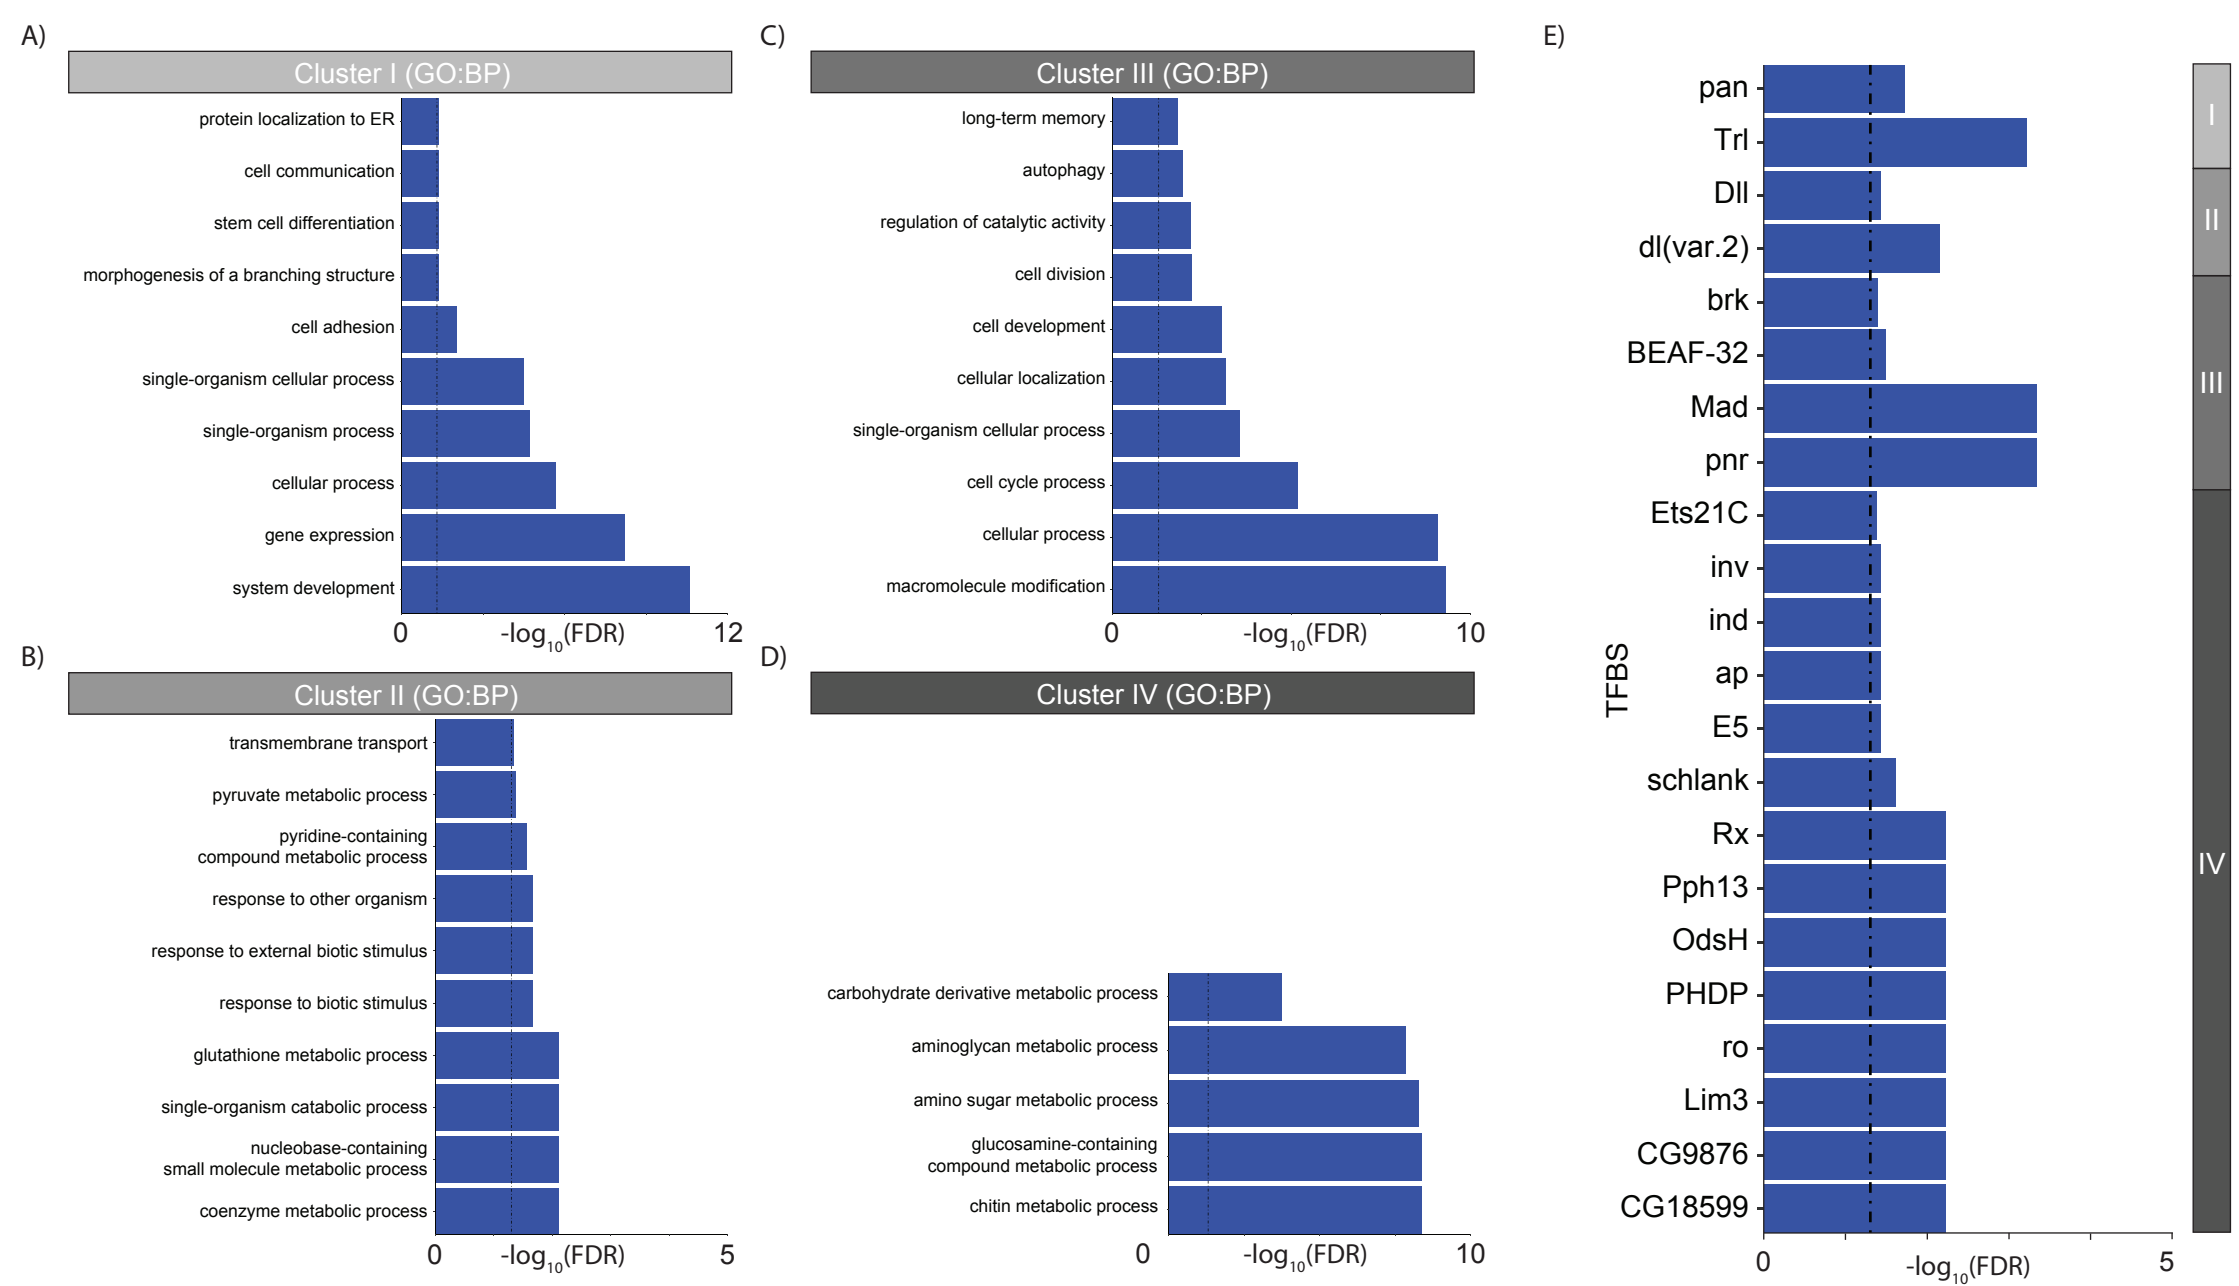 A)
Cluster I (GO:BP)
protein localization to ER
cell communication
stem cell differentiation
morphogenesis of a branching structure
cell adhesion
single-organism cellular process
single-organism process
cellular process
gene expression
system development
0 -log10(FDR) 12
B)
Cluster II (GO:BP)
transmembrane transport
pyruvate metabolic process
pyridine-containing
compound metabolic process
response to other organism
response to external biotic stimulus
response to biotic stimulus
glutathione metabolic process
single-organism catabolic process
nucleobase-containing
small molecule metabolic process
coenzyme metabolic process
0 -log10(FDR) 5
C)
Cluster III (GO:BP)
long-term memory
autophagy
regulation of catalytic activity
cell division
cell development
cellular localization
single-organism cellular process
cell cycle process
cellular process
macromolecule modification
0 -log10(FDR) 10
D)
Cluster IV (GO:BP)
carbohydrate derivative metabolic process
aminoglycan metabolic process
amino sugar metabolic process
glucosamine-containing
compound metabolic process
chitin metabolic process
0 -log10(FDR) 10
E)
TFBS
pan
Trl
Dll
dl(var.2)
brk
BEAF-32
Mad
pnr
Ets21C
inv
ind
ap
E5
schlank
Rx
Pph13
OdsH
PHDP
ro
Lim3
CG9876
CG18599
0 -log10(FDR) 5
I
II
III
IV